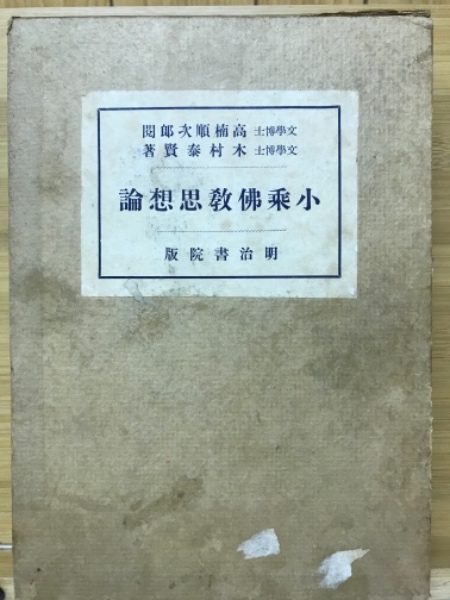 文學博士 高楠順次郎閱
文學博士 木村泰賢著
小乘佛教思想論
明治書院版